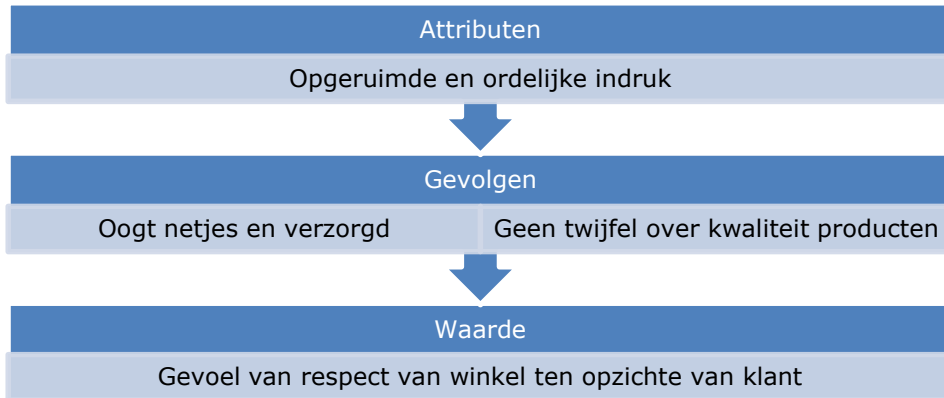 Attributen
Opgeruimde en ordelijke indruk
Gevolgen
Oogt netjes en verzorgd
Geen twijfel over kwaliteit producten
Waarde
Gevoel van respect van winkel ten opzichte van klant